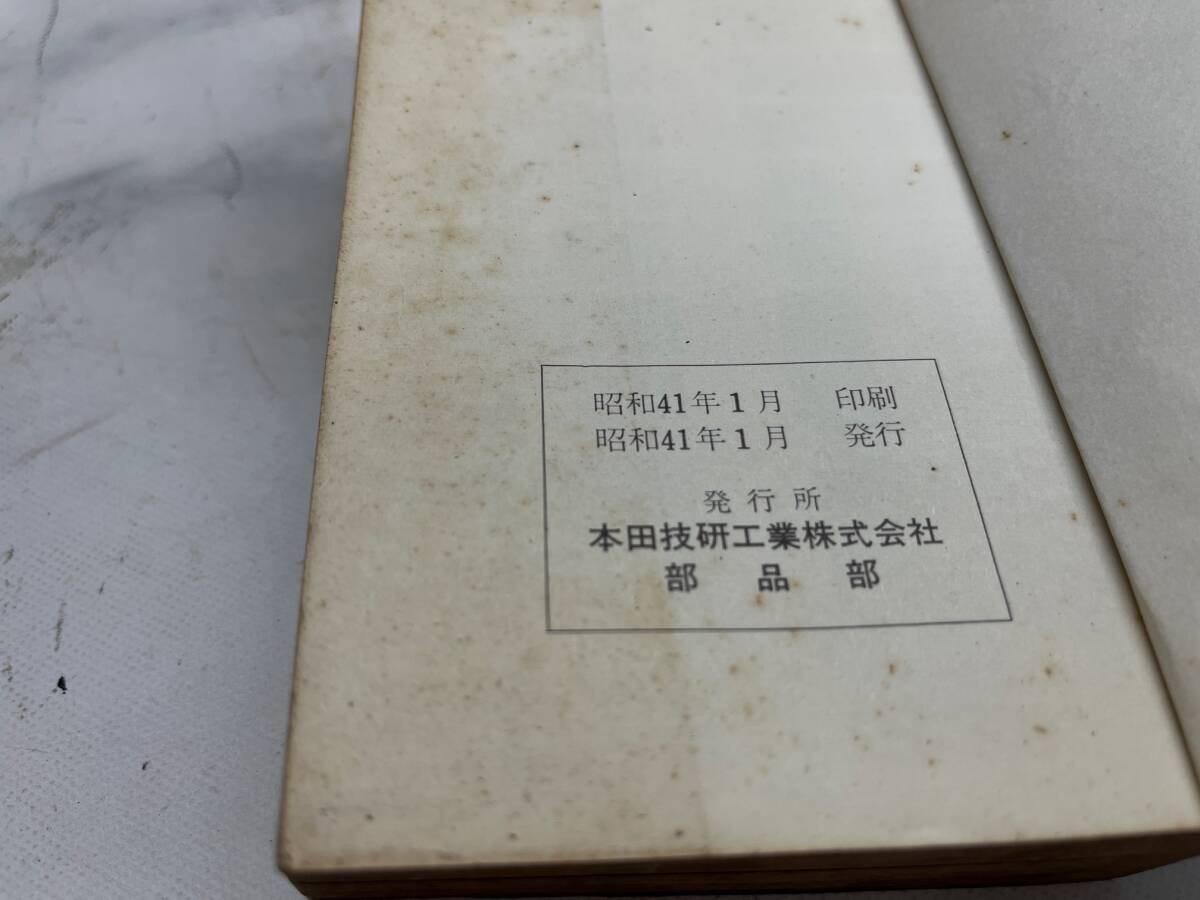 昭和41年1月 印刷
昭和41年1月 発行
発行所
本田技研工業株式会社
部品部